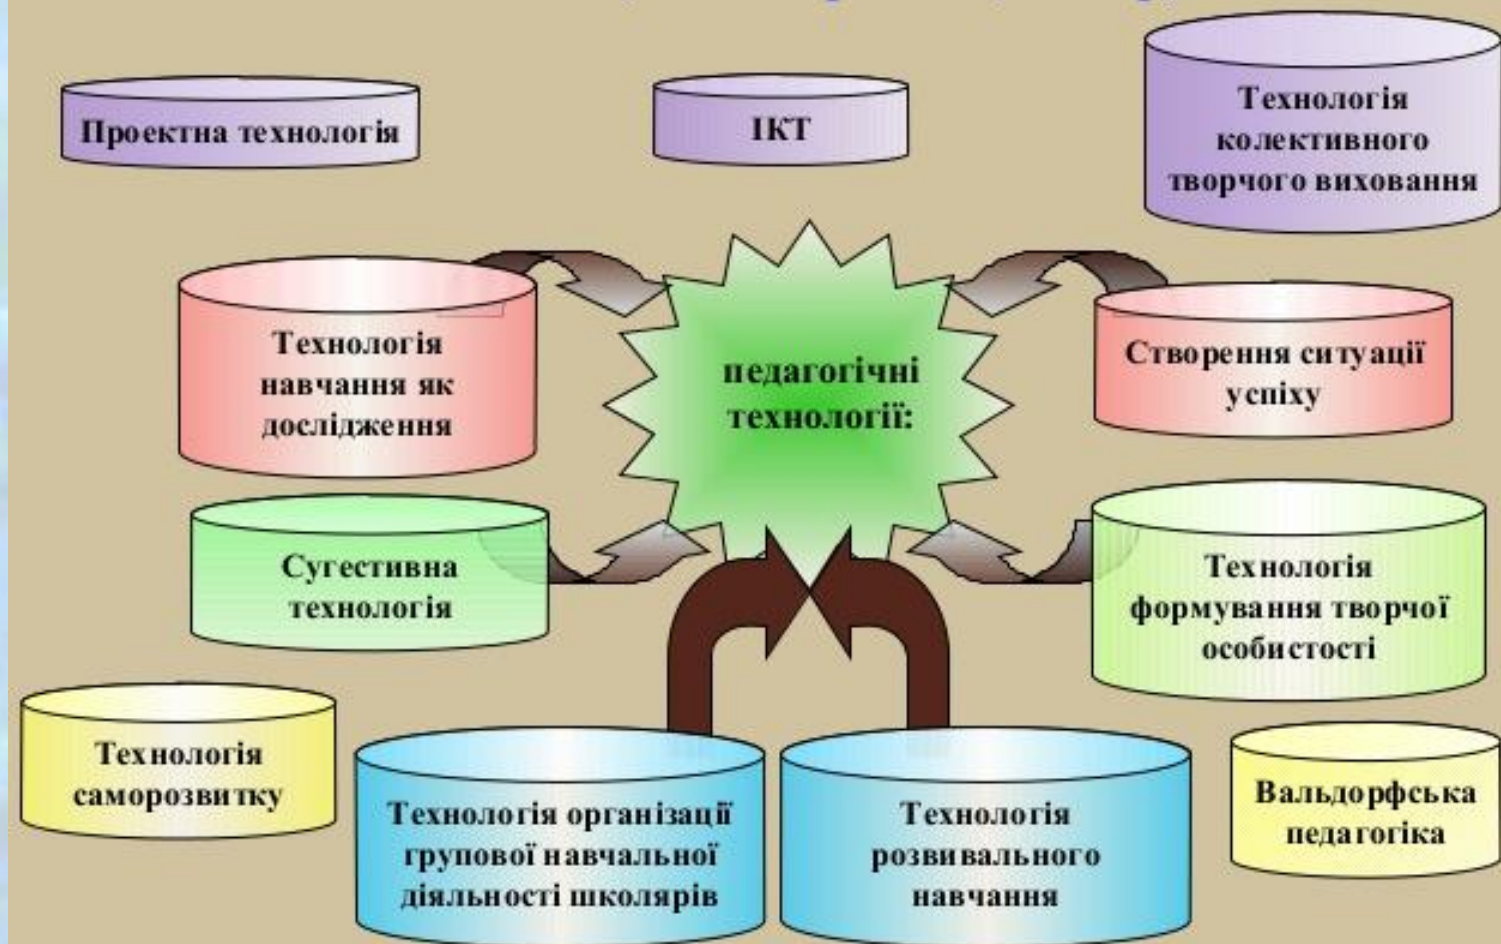 Проектна технологія
ІКТ
Технологія
колективного
творчого виховання
Технологія
навчання як
дослідження
педагогічні
технології:
Створення ситуації
успіху
Сугестивна
технологія
Технологія
формування творчої
особистості
Технологія
саморозвитку
Технологія організації
групової навчальної
діяльності школярів
Технологія
розвивального
навчання
Вальдорфська
педагогіка